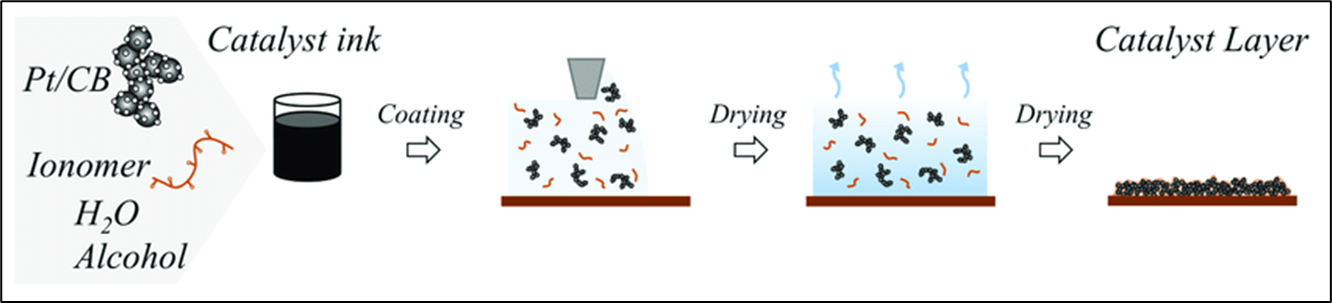 Pt/CB
Ionomer
H₂O
Alcohol
Catalyst ink
Coating
Drying
Drying
Catalyst Layer